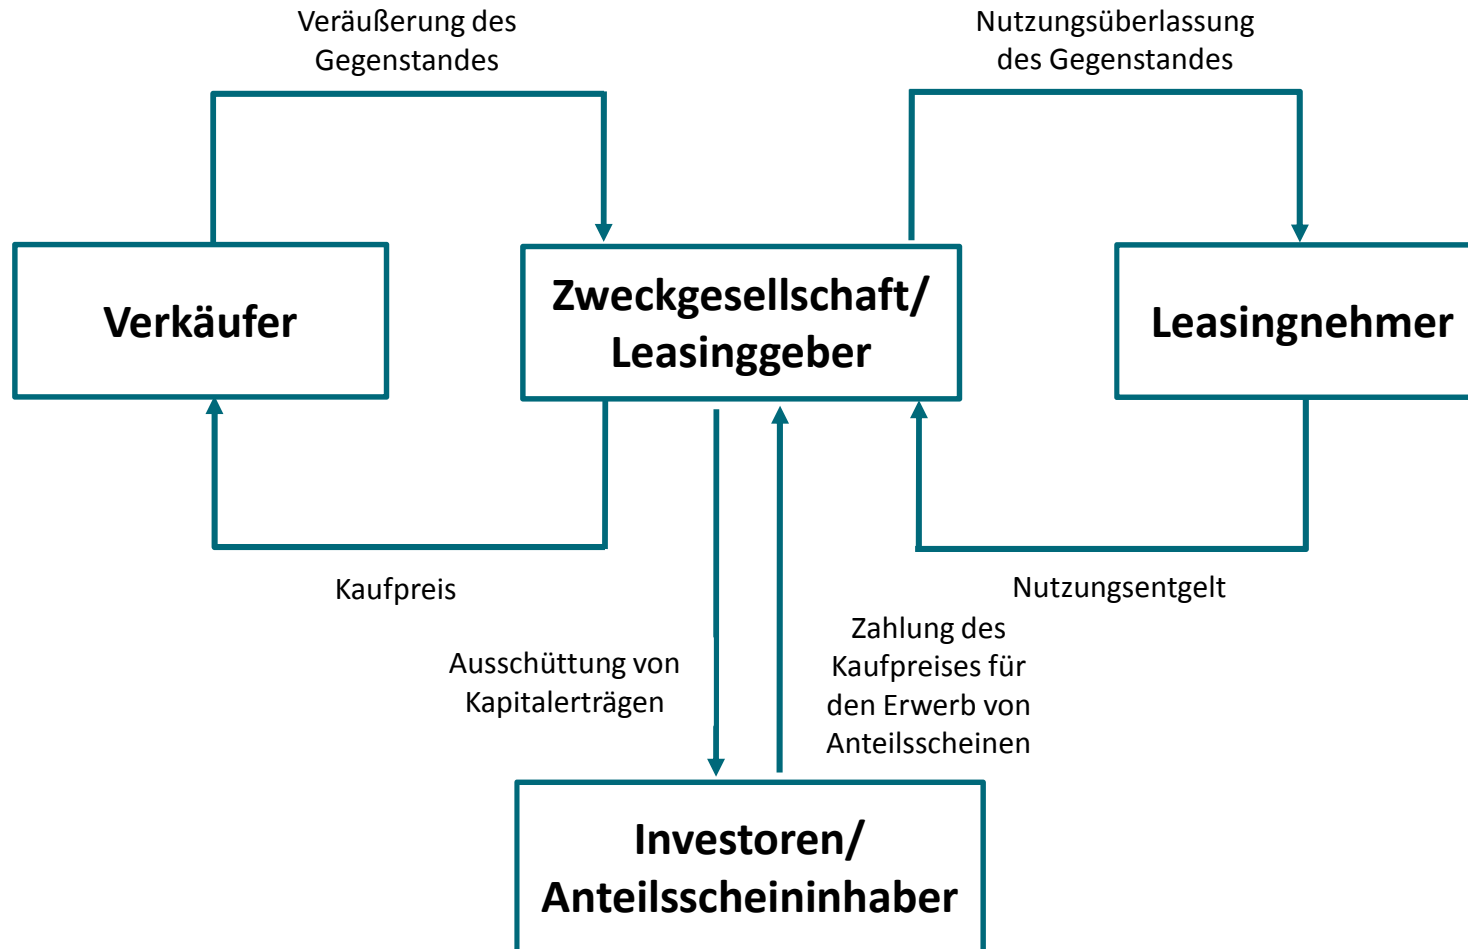 Veräußerung des
Gegenstandes
Nutzungsüberlassung
des Gegenstandes
Verkäufer
Zweckgesellschaft/
Leasinggeber
Leasingnehmer
Kaufpreis
Nutzungsentgelt
Ausschüttung von
Kapitalerträgen
Zahlung des
Kaufpreises für
den Erwerb von
Anteilsscheinen
Investoren/
Anteilsscheininhaber